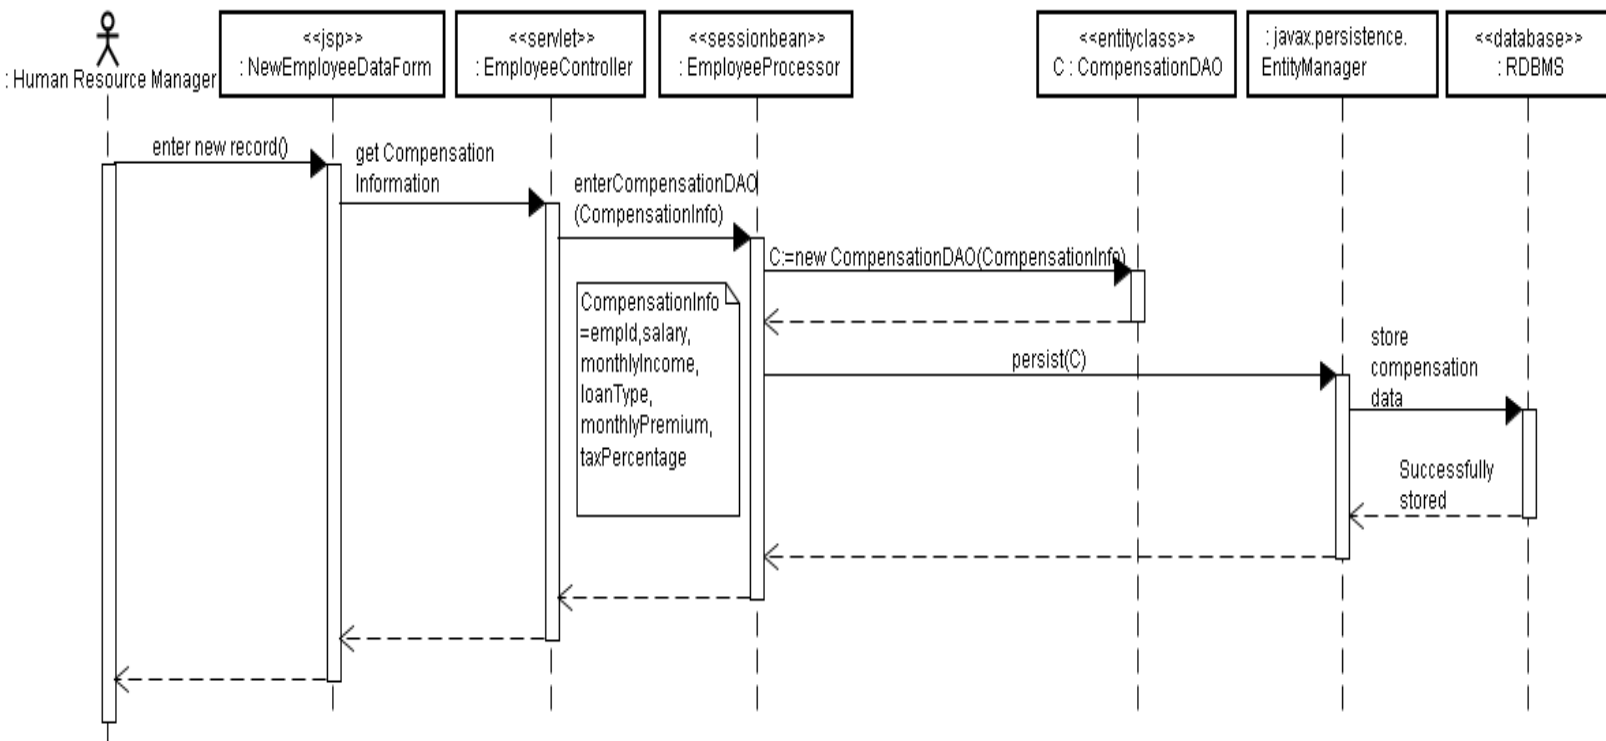 : Human Resource Manager
<<jsp>>
: NewEmployeeDataForm
<<servlet>>
: EmployeeController
<<sessionbean>>
: EmployeeProcessor
<<entityclass>>
C : CompensationDAO
: javax.persistence.
EntityManager
<<database>>
: RDBMS
enter new record()
get Compensation
Information
enterCompensationDAO
(CompensationInfo)
C:=new CompensationDAO(CompensationInfo)
CompensationInfo
=empId,salary,
monthlyIncome,
loanType,
monthlyPremium,
taxPercentage
persist(C)
store
compensation
data
Successfully
stored